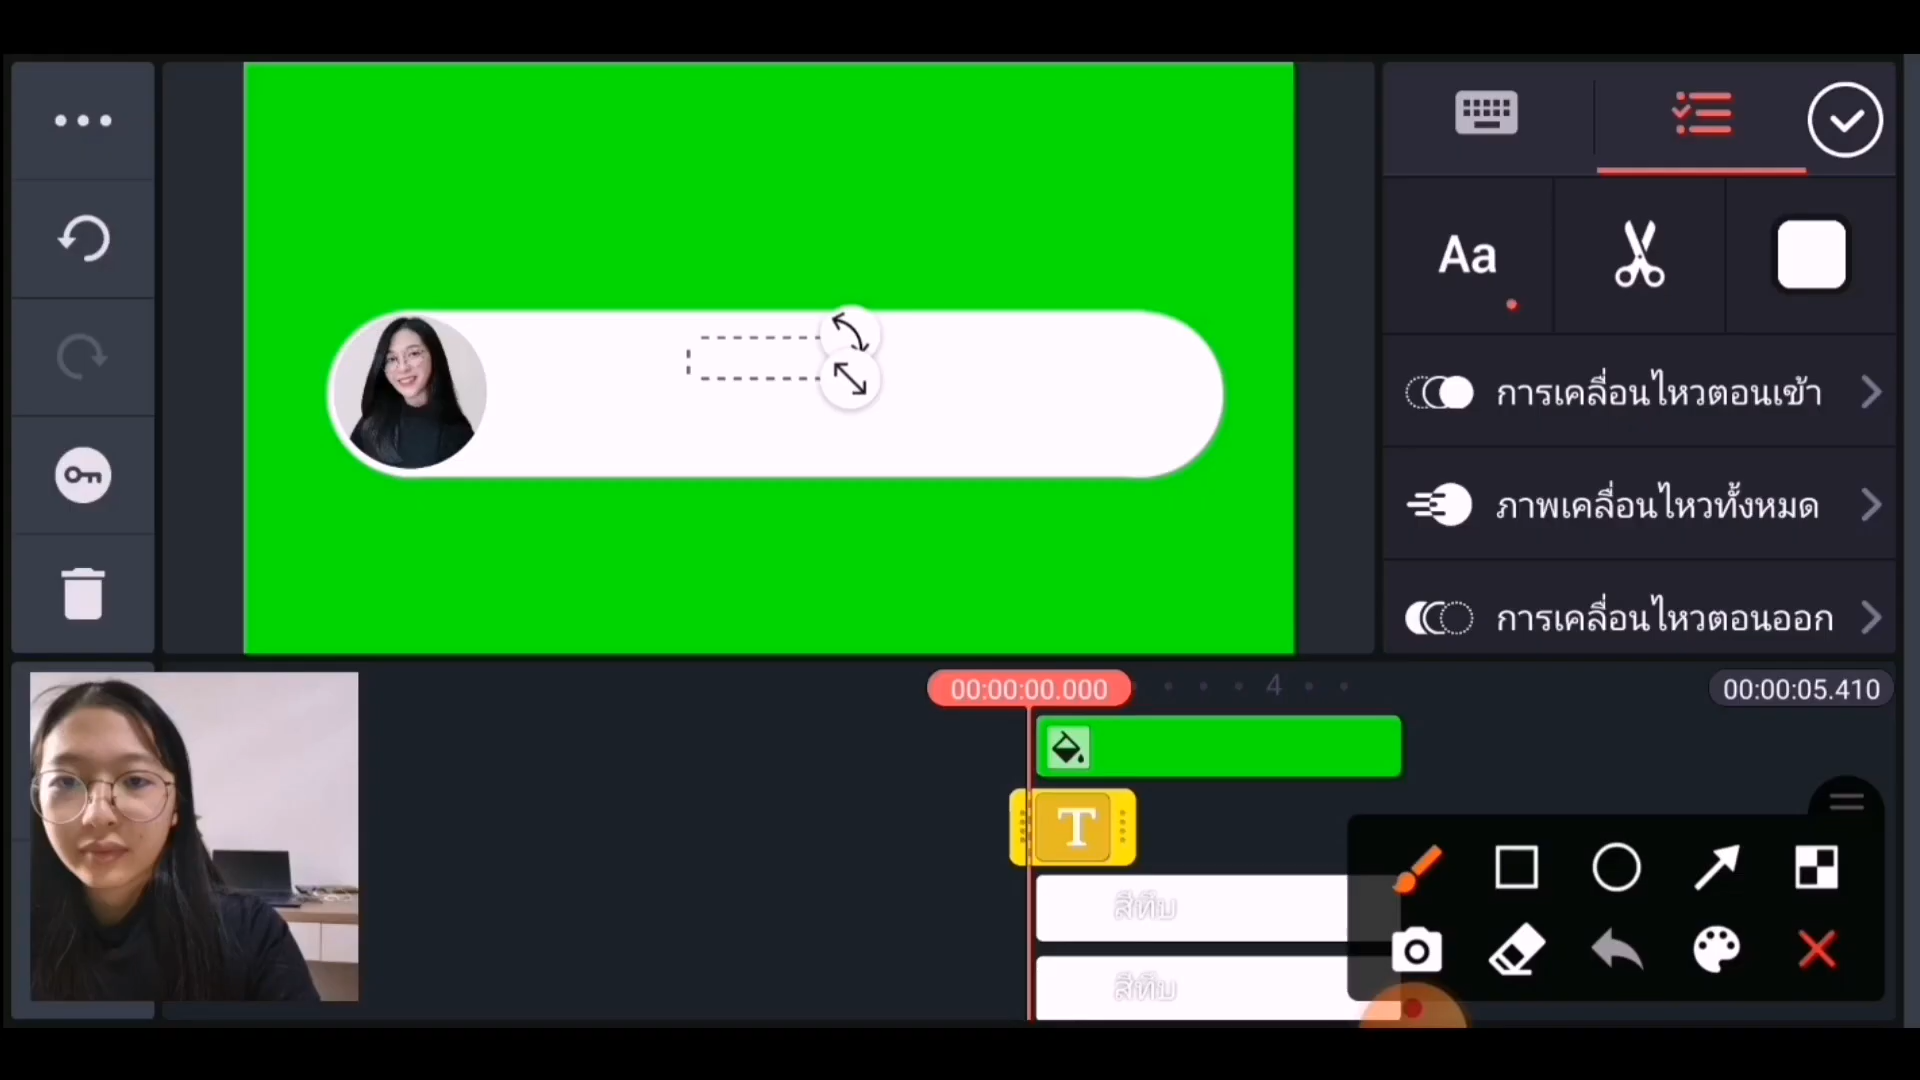 Aa
การเคลื่อนไหวตอนเข้า
ภาพเคลื่อนไหวทั้งหมด
การเคลื่อนไหวตอนออก
00:00:00.000
4
00:00:05.410
T
สีทึบ
สีทึบ